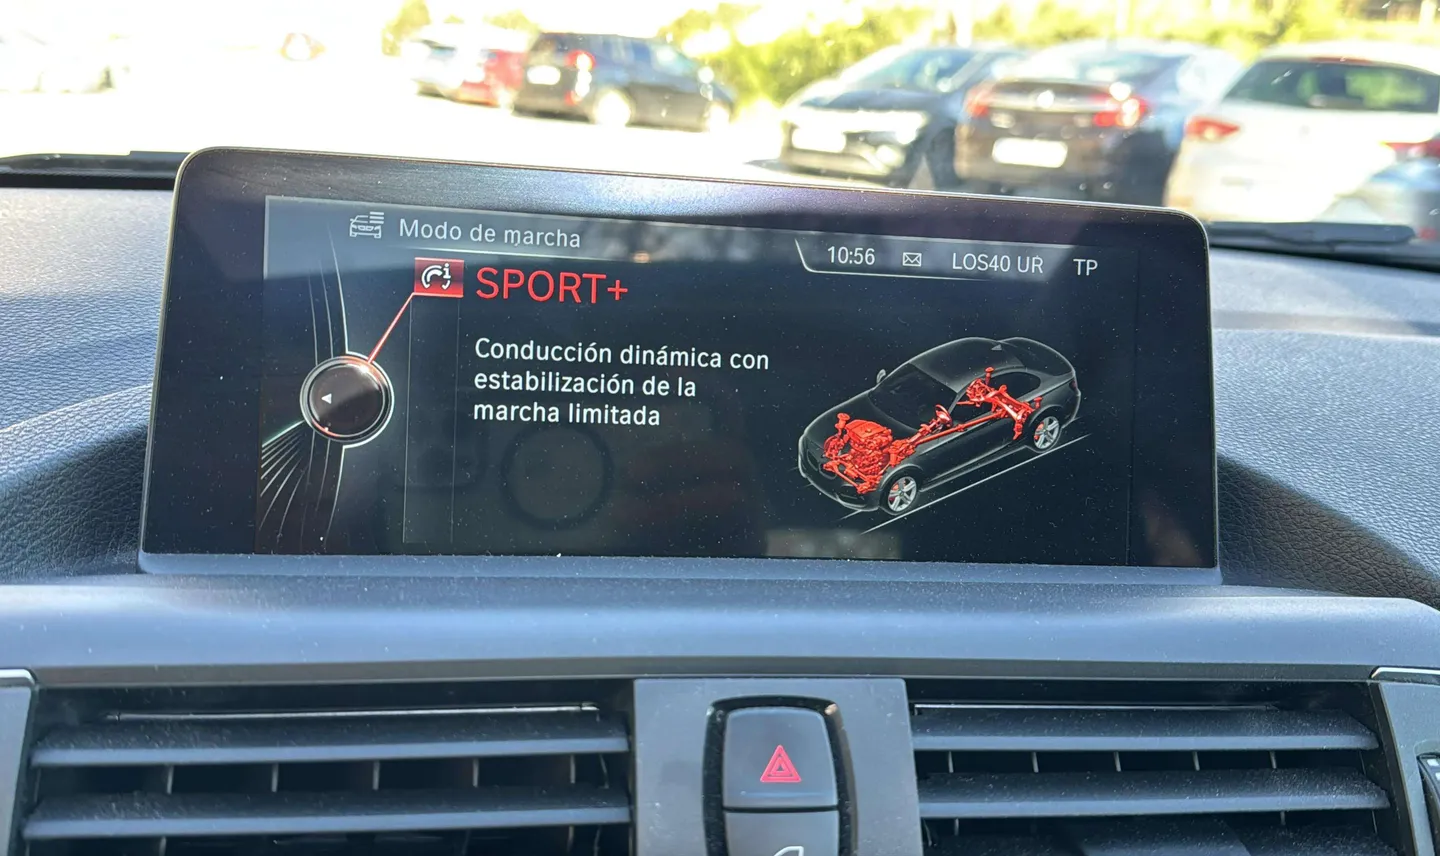 Modo de marcha
10:56 LOS40 UR TP
SPORT+
Conducción dinámica con
estabilización de la
marcha limitada